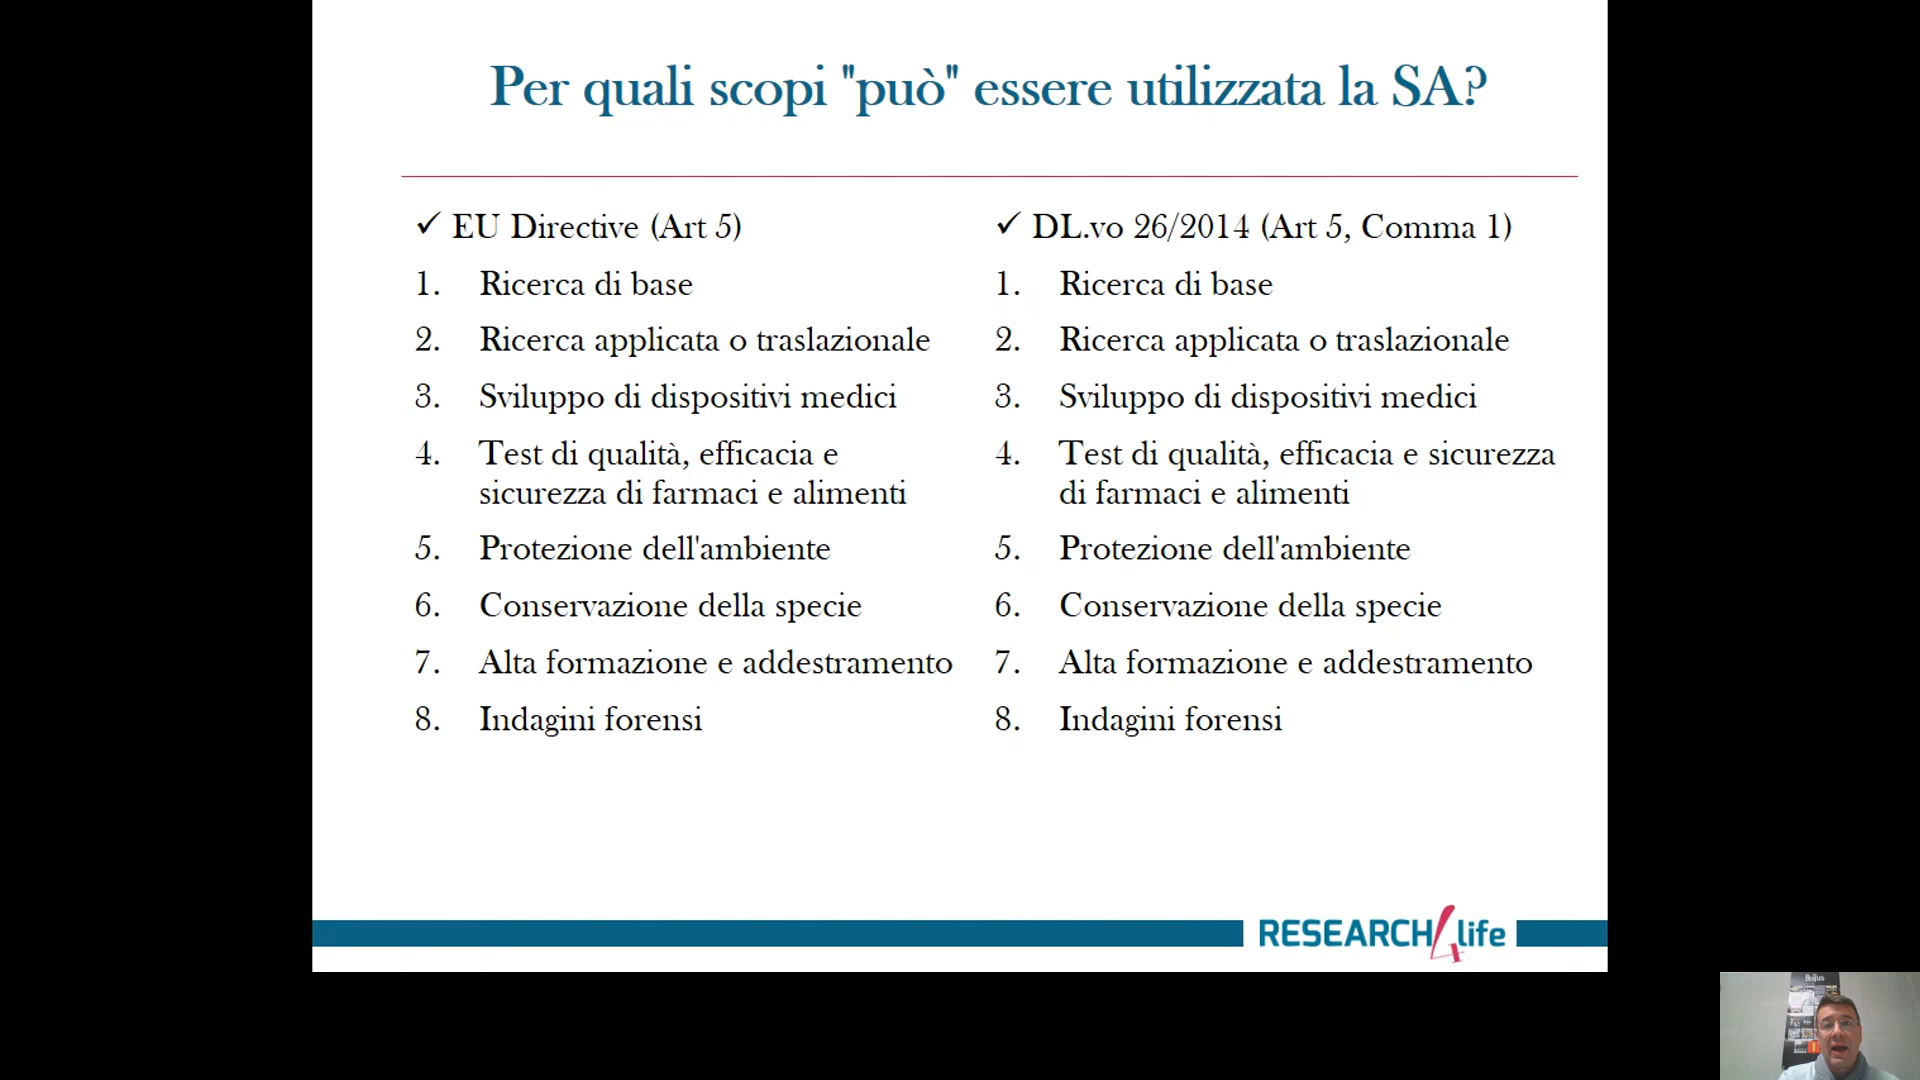 Per quali scopi "può" essere utilizzata la SA?
✓ EU Directive (Art 5)
1. Ricerca di base
2. Ricerca applicata o traslazionale
3. Sviluppo di dispositivi medici
4. Test di qualità, efficacia e
sicurezza di farmaci e alimenti
5. Protezione dell'ambiente
6. Conservazione della specie
7. Alta formazione e addestramento
8. Indagini forensi
✓ DL.vo 26/2014 (Art 5, Comma 1)
1. Ricerca di base
2. Ricerca applicata o traslazionale
3. Sviluppo di dispositivi medici
4. Test di qualità, efficacia e sicurezza
di farmaci e alimenti
5. Protezione dell'ambiente
6. Conservazione della specie
7. Alta formazione e addestramento
8. Indagini forensi
RESEARCH4life